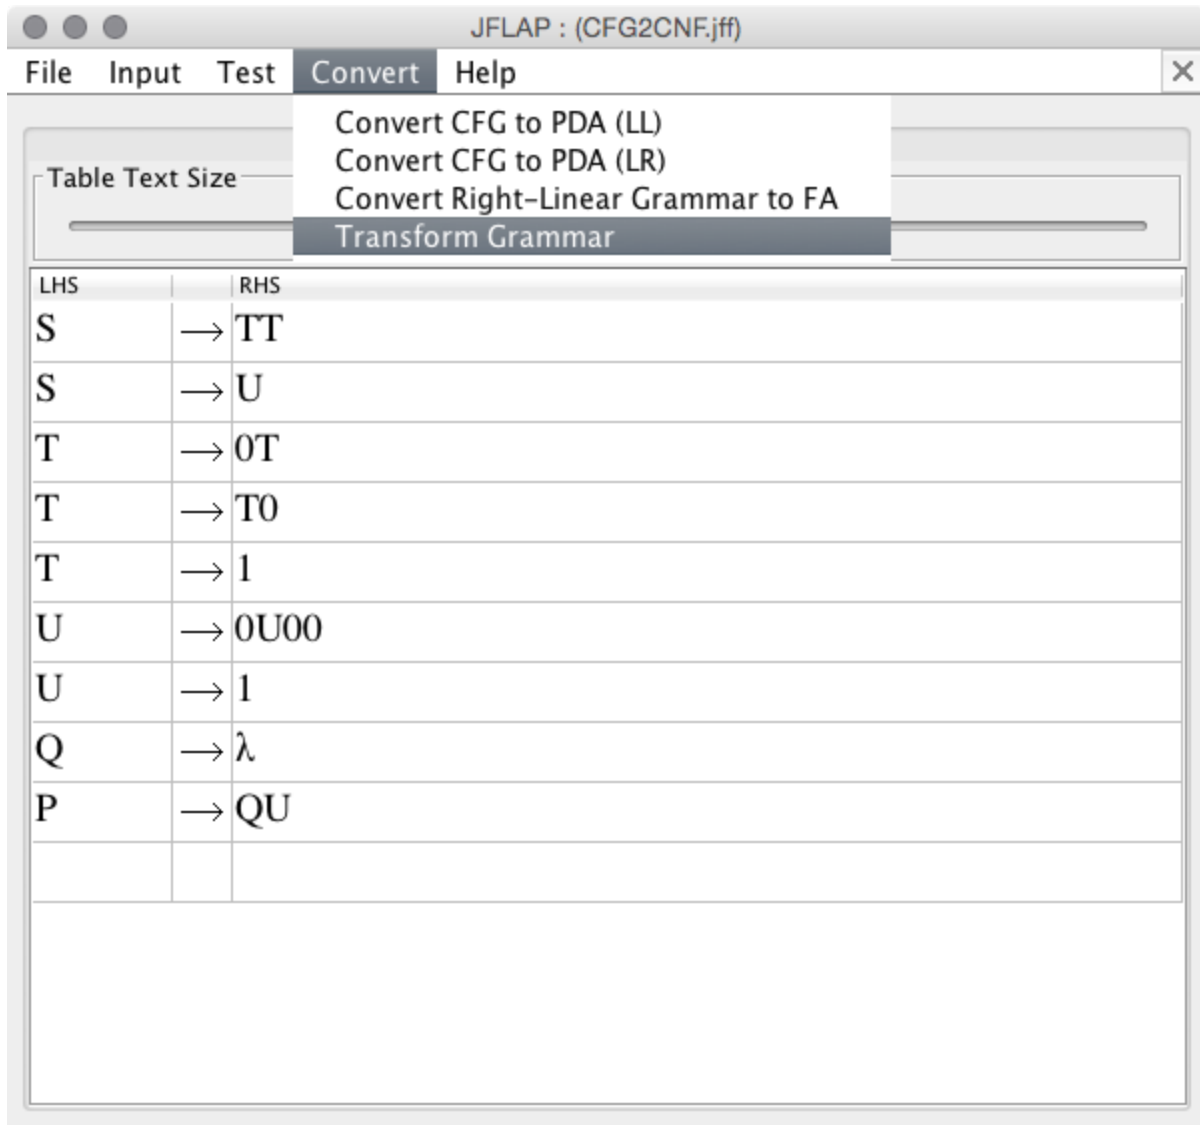 JFLAP : (CFG2CNF.jff)
File Input Test Convert Help
Convert CFG to PDA (LL)
Convert CFG to PDA (LR)
Convert Right-Linear Grammar to FA
Transform Grammar
Table Text Size
LHS RHS
S → TT
S → U
T → 0T
T → T0
T → 1
U → 0U00
U → 1
Q → λ
P → QU